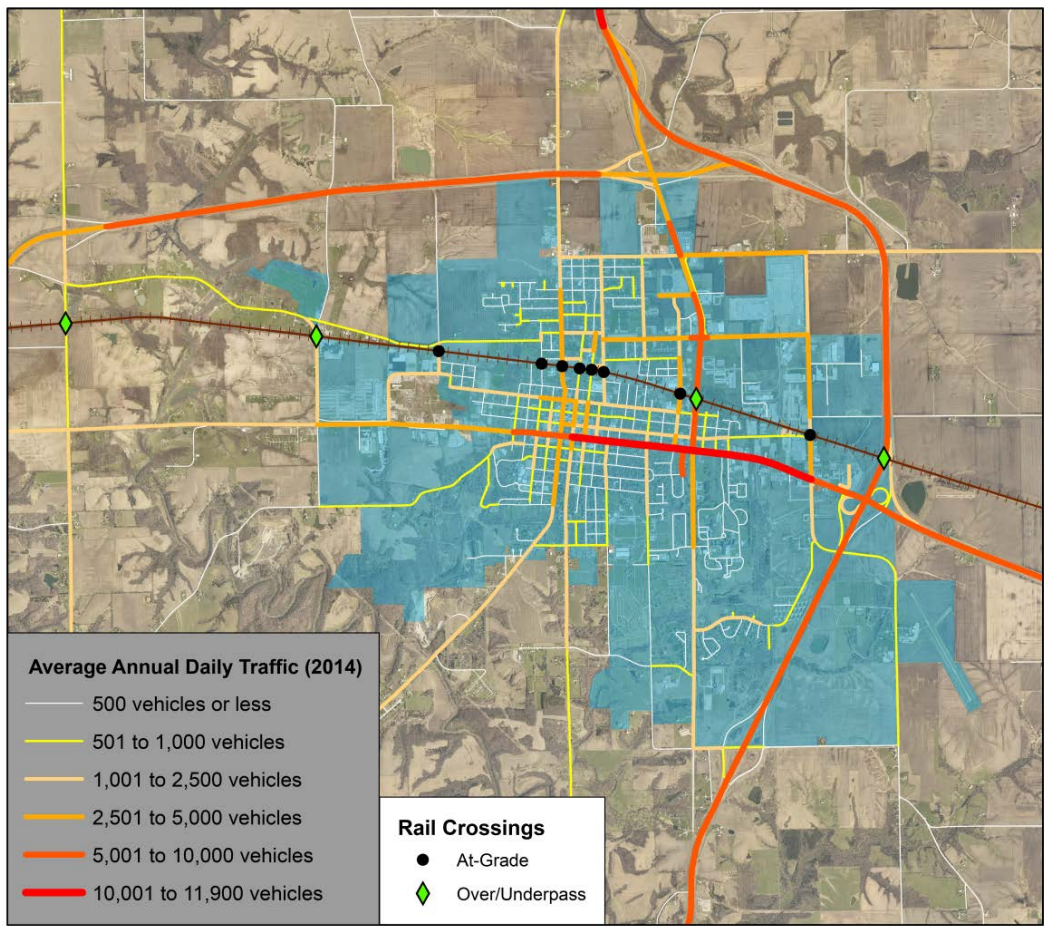 Average Annual Daily Traffic (2014)
500 vehicles or less
501 to 1,000 vehicles
1,001 to 2,500 vehicles
2,501 to 5,000 vehicles
5,001 to 10,000 vehicles
10,001 to 11,900 vehicles
Rail Crossings
At-Grade
Over/Underpass